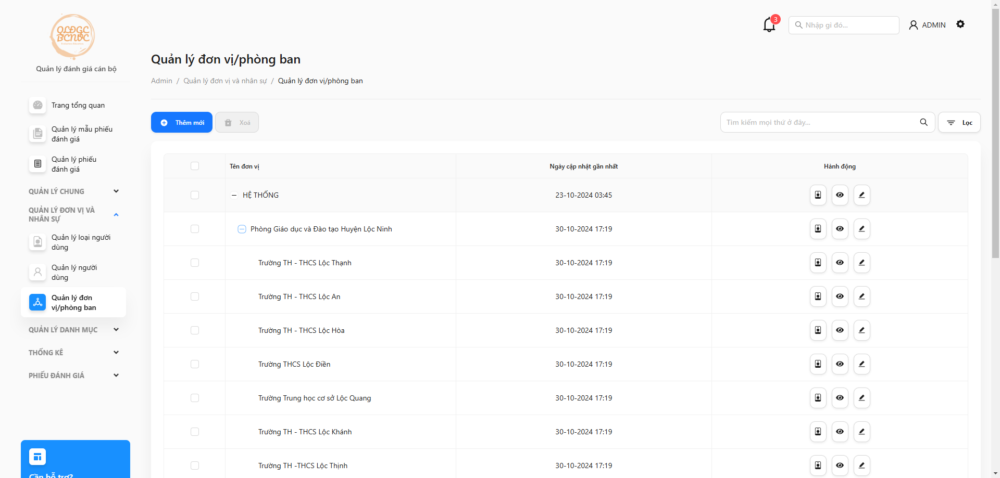 QLĐGC
BCNVC
Quản lý đánh giá cán bộ
Trang tổng quan
Quản lý mẫu phiếu
đánh giá
Quản lý phiếu
đánh giá
QUẢN LÝ CHUNG
QUẢN LÝ ĐƠN VỊ VÀ
NHÂN SỰ
Quản lý loại người
dùng
Quản lý người
dùng
Quản lý đơn
vị/phòng ban
QUẢN LÝ DANH MỤC
THỐNG KÊ
PHIẾU ĐÁNH GIÁ
Cần hỗ trợ?
3
Nhập gì đó...
ADMIN
Quản lý đơn vị/phòng ban
Admin / Quản lý đơn vị và nhân sự / Quản lý đơn vị/phòng ban
Thêm mới
Xoá
Tìm kiếm mọi thứ ở đây...
Lọc
Tên đơn vị Ngày cập nhật gần nhất Hành động
HỆ THỐNG 23-10-2024 03:45
Phòng Giáo dục và Đào tạo Huyện Lộc Ninh 30-10-2024 17:19
Trường TH - THCS Lộc Thạnh 30-10-2024 17:19
Trường TH - THCS Lộc An 30-10-2024 17:19
Trường TH - THCS Lộc Hòa 30-10-2024 17:19
Trường THCS Lộc Điền 30-10-2024 17:19
Trường Trung học cơ sở Lộc Quang 30-10-2024 17:19
Trường TH - THCS Lộc Khánh 30-10-2024 17:19
Trường TH -THCS Lộc Thịnh 30-10-2024 17:19